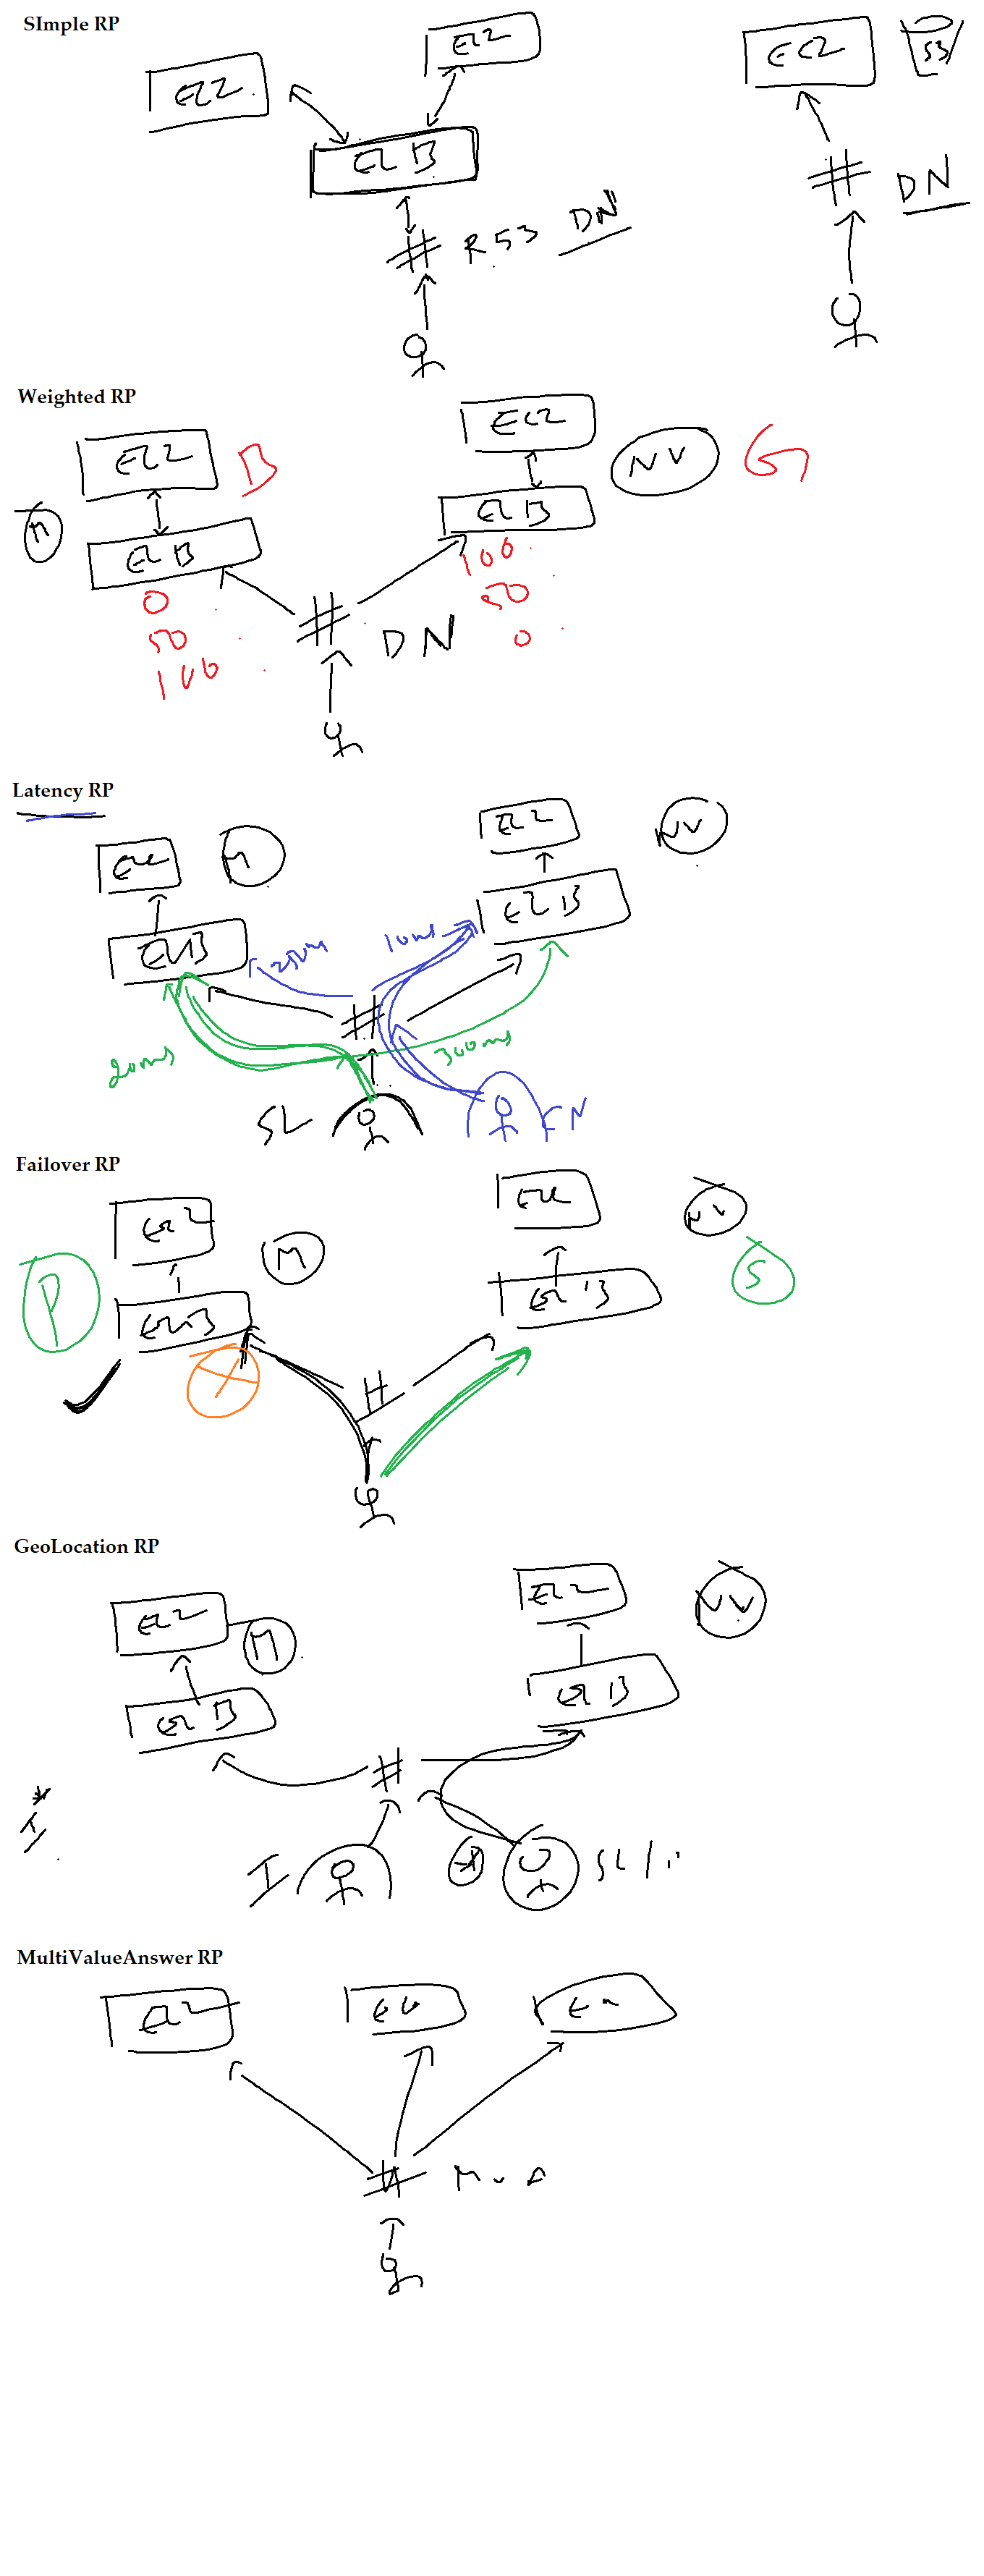 SImple RP
EC2
EC2
EC2
S3
ELB
DN
R53 DN
Weighted RP
EC2
EC2
B
NV
G
M
ELB
ELB
0
100
50
50
DN
100
0
Latency RP
EC2
NV
EC2
M
ELB
ELB
250ms
10ms
20ms
300ms
SL
Failover RP
EC2
EC2
NV
M
S
P
ELB
ELB
X
GeoLocation RP
EC2
EC2
NV
M
ELB
ELB
I
SL
MultiValueAnswer RP
EC2
EC2
EC2
MVA